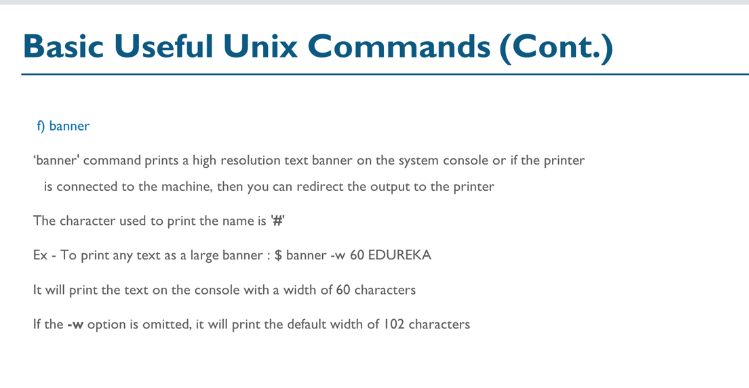 Basic Useful Unix Commands (Cont.)
f) banner
‘banner' command prints a high resolution text banner on the system console or if the printer
is connected to the machine, then you can redirect the output to the printer
The character used to print the name is '#'
Ex - To print any text as a large banner : $ banner -w 60 EDUREKA
It will print the text on the console with a width of 60 characters
If the -w option is omitted, it will print the default width of 102 characters